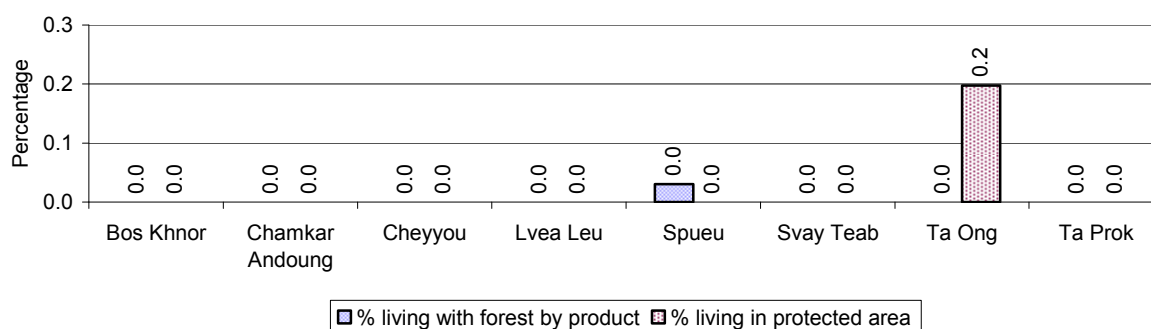 0.3
0.2
0.1
0.0
Percentage
0.0 0.0 0.0 0.0 0.0 0.0 0.0 0.0 0.0 0.0 0.0 0.0 0.0 0.2 0.0 0.0
Bos Khnor Chamkar Andoung Cheyyou Lvea Leu Spueu Svay Teab Ta Ong Ta Prok
% living with forest by product % living in protected area